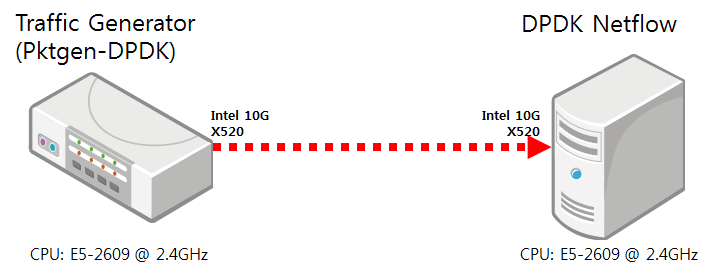 Traffic Generator
(Pktgen-DPDK)
DPDK Netflow
Intel 10G
X520
Intel 10G
X520
CPU: E5-2609 @ 2.4GHz
CPU: E5-2609 @ 2.4GHz